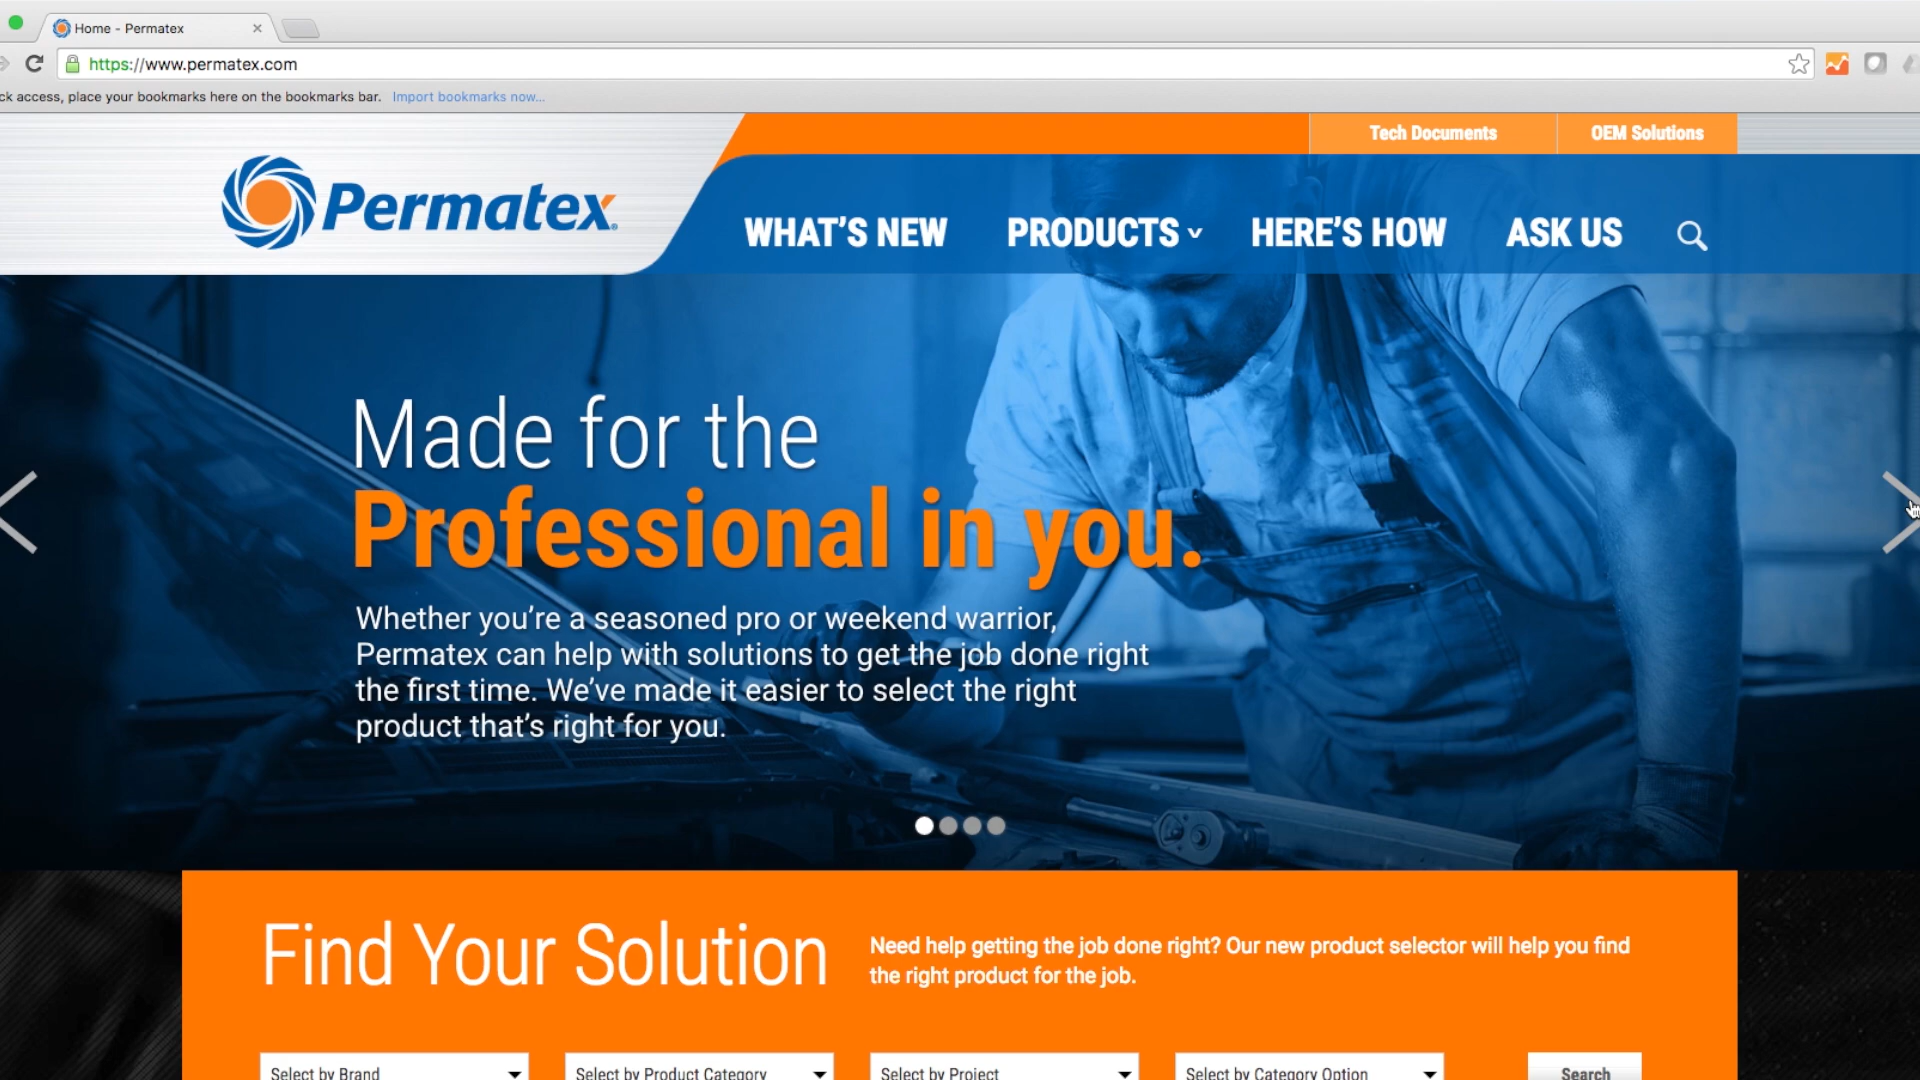 Home - Permatex
https://www.permatex.com
ck access, place your bookmarks here on the bookmarks bar. Import bookmarks now...
Tech Documents
OEM Solutions
Permatex
WHAT'S NEW
PRODUCTS
HERE'S HOW
ASK US
Made for the
Professional in you.
Whether you're a seasoned pro or weekend warrior,
Permatex can help with solutions to get the job done right
the first time. We've made it easier to select the right
product that's right for you.
Find Your Solution
Need help getting the job done right? Our new product selector will help you find
the right product for the job.
Select by Brand
Select by Product Category
Select by Project
Select by Category Option
Search